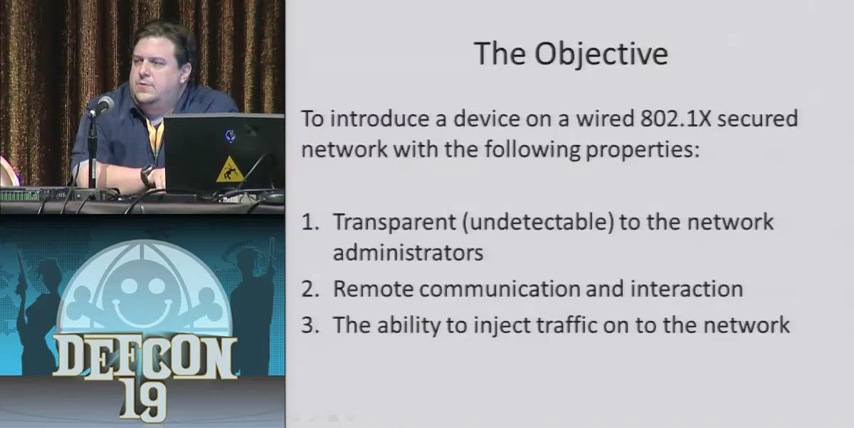 The Objective
To introduce a device on a wired 802.1X secured
network with the following properties:
1. Transparent (undetectable) to the network
administrators
2. Remote communication and interaction
3. The ability to inject traffic on to the network
DEFCON
19